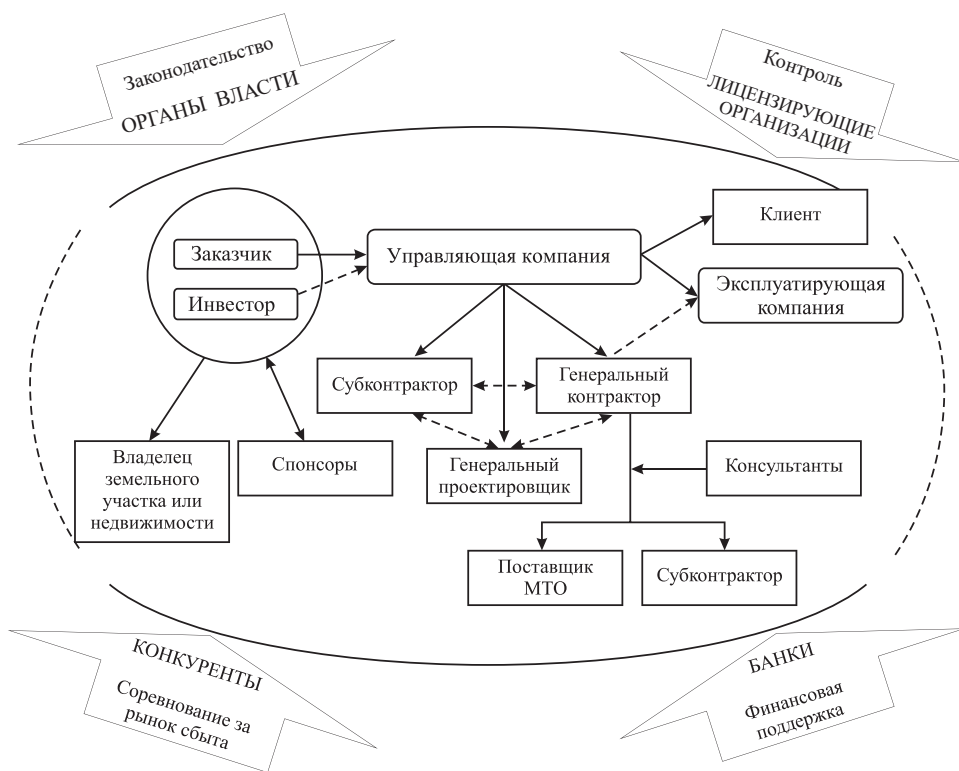 Законодательство
ОРГАНЫ ВЛАСТИ
Контроль
ЛИЦЕНЗИРУЮЩИЕ
ОРГАНИЗАЦИИ
Клиент
Заказчик
Управляющая компания
Инвестор
Эксплуатирующая
компания
Субконтрактор
Генеральный
контрактор
Владелец
земельного
участка или
недвижимости
Спонсоры
Генеральный
проектировщик
Консультанты
Поставщик
МТО
Субконтрактор
КОНКУРЕНТЫ
Соревнование за
рынок сбыта
БАНКИ
Финансовая
поддержка